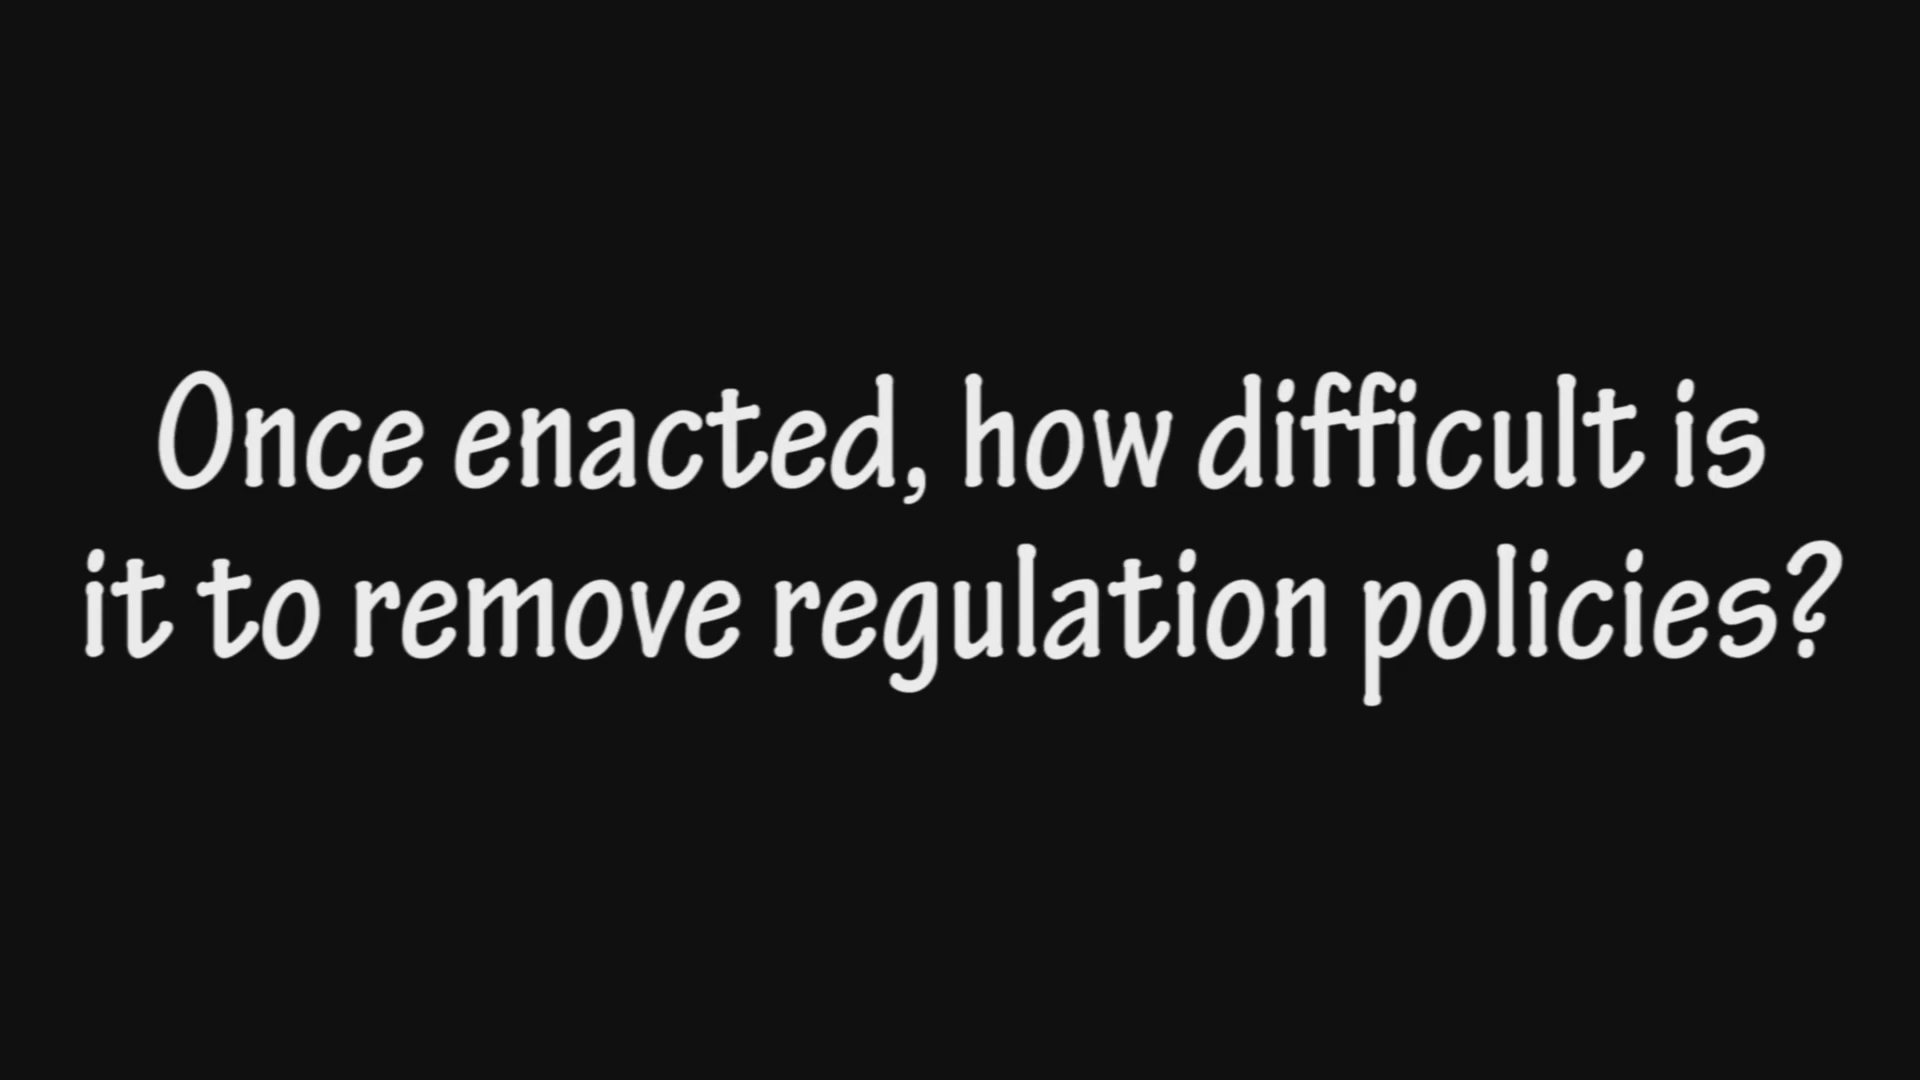 Once enacted, how difficult is
it to remove regulation policies?